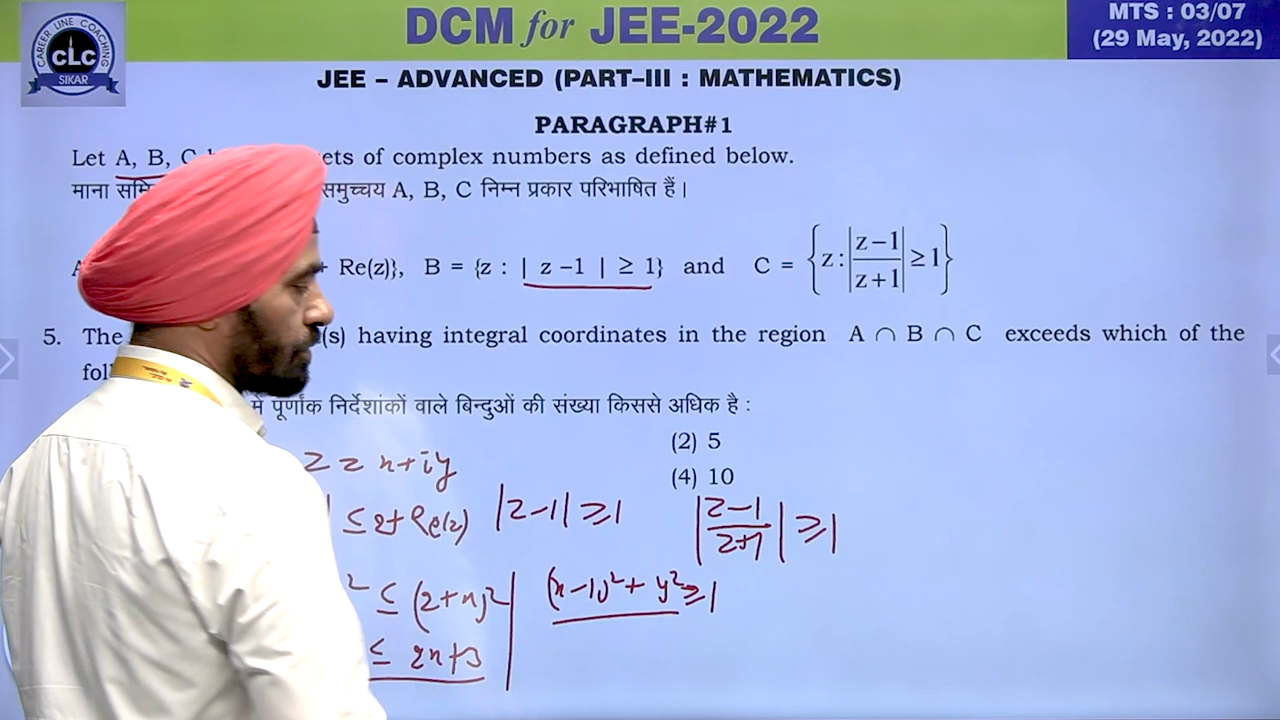 DCM for JEE-2022
MTS : 03/07
(29 May, 2022)
CAREER LINE COACHING
CLC
SIKAR
JEE – ADVANCED (PART–III : MATHEMATICS)
PARAGRAPH#1
Let A, B, C ets of complex numbers as defined below.
माना समुच्चय A, B, C निम्न प्रकार परिभाषित हैं।
Re(z)}, B = {z : | z –1 | ≥ 1} and C = {z : |(z–1)/(z+1)| ≥ 1}
5. The (s) having integral coordinates in the region A ∩ B ∩ C exceeds which of the
में पूर्णांक निर्देशांकों वाले बिन्दुओं की संख्या किससे अधिक है :
(2) 5
(4) 10
z = x+iy
≤ 2+Re(z) |z-1| ≥ 1 |(z-1)/(z+1)| ≥ 1
² ≤ (2+x)² (x-1)² + y² ≥ 1
≤ 2x+3